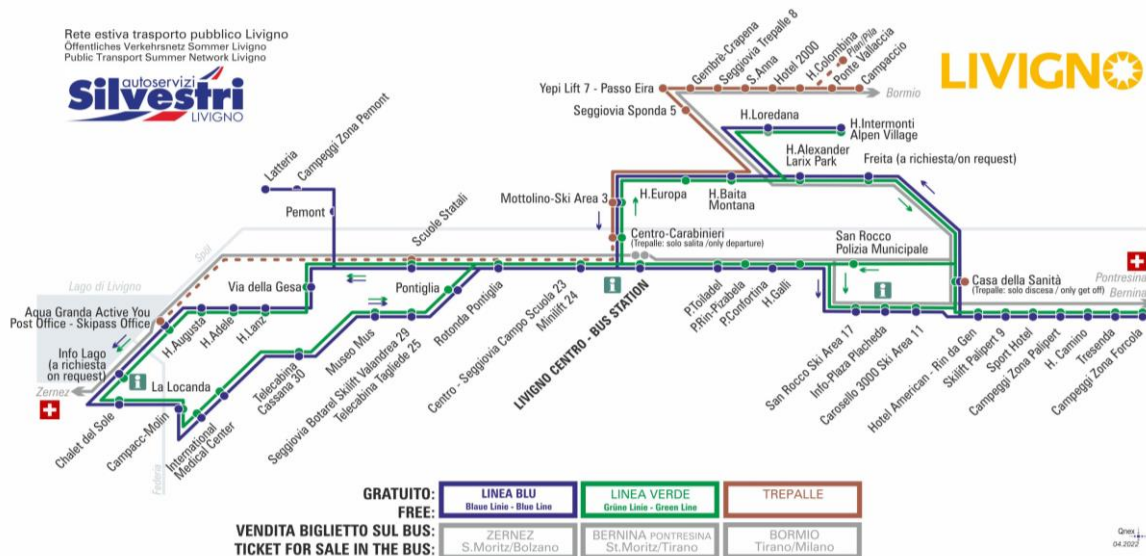 Rete estiva trasporto pubblico Livigno
Öffentliches Verkehrsnetz Sommer Livigno
Public Transport Summer Network Livigno
autoservizi
Silvestri
LIVIGNO
LIVIGNO
Gembrè-Crapena
Seggiovia Trepalle 8
S.Anna
Hotel 2000
H.Colombina
Plan/Pila
Ponte Vallaccia
Campaccio
Yepi Lift 7 - Passo Eira
Bormio
Seggiovia Sponda 5
H.Loredana
H.Intermonti
Alpen Village
H.Alexander
Larix Park
Freita (a richiesta/on request)
Latteria
Campeggi Zona Pemont
Pemont
Scuole Statali
Mottolino-Ski Area 3
H.Europa
H.Baita
Montana
Centro-Carabinieri
(Trepalle: solo salita /only departure)
San Rocco
Polizia Municipale
Spöl
Lago di Livigno
Via della Gesa
Pontiglia
Casa della Sanità
(Trepalle: solo discesa / only get off)
Pontresina
Bernina
Aqua Granda Active You
Post Office - Skipass Office
Info Lago
(a richiesta
on request)
Zernez
H.Augusta
H.Adele
H.Lanz
La Locanda
Chalet del Sole
Campacc-Molin
Federia
International
Medical Center
Telecabina
Cassana 30
Museo Mus
Seggiovia Botarel Skilift Valandrea 29
Telecabina Tagliede 25
Rotonda Pontiglia
Centro - Seggiovia Campo Scuola 23
Minilift 24
LIVIGNO CENTRO - BUS STATION
P.Toiladel
P.Rin-Pizabela
P.Confortina
H.Galli
San Rocco Ski Area 17
Info-Plaza Placheda
Carosello 3000 Ski Area 11
Hotel American - Rin da Gen
Skilift Palipert 9
Sport Hotel
Campeggi Zona Palipert
H. Camino
Tresenda
Campeggi Zona Forcola
GRATUITO:
FREE:
LINEA BLU
Blaue Linie - Blue Line
LINEA VERDE
Grüne Linie - Green Line
TREPALLE
VENDITA BIGLIETTO SUL BUS:
TICKET FOR SALE IN THE BUS:
ZERNEZ
S.Moritz/Bolzano
BERNINA PONTRESINA
St.Moritz/Tirano
BORMIO
Tirano/Milano
Qnex
04.2022